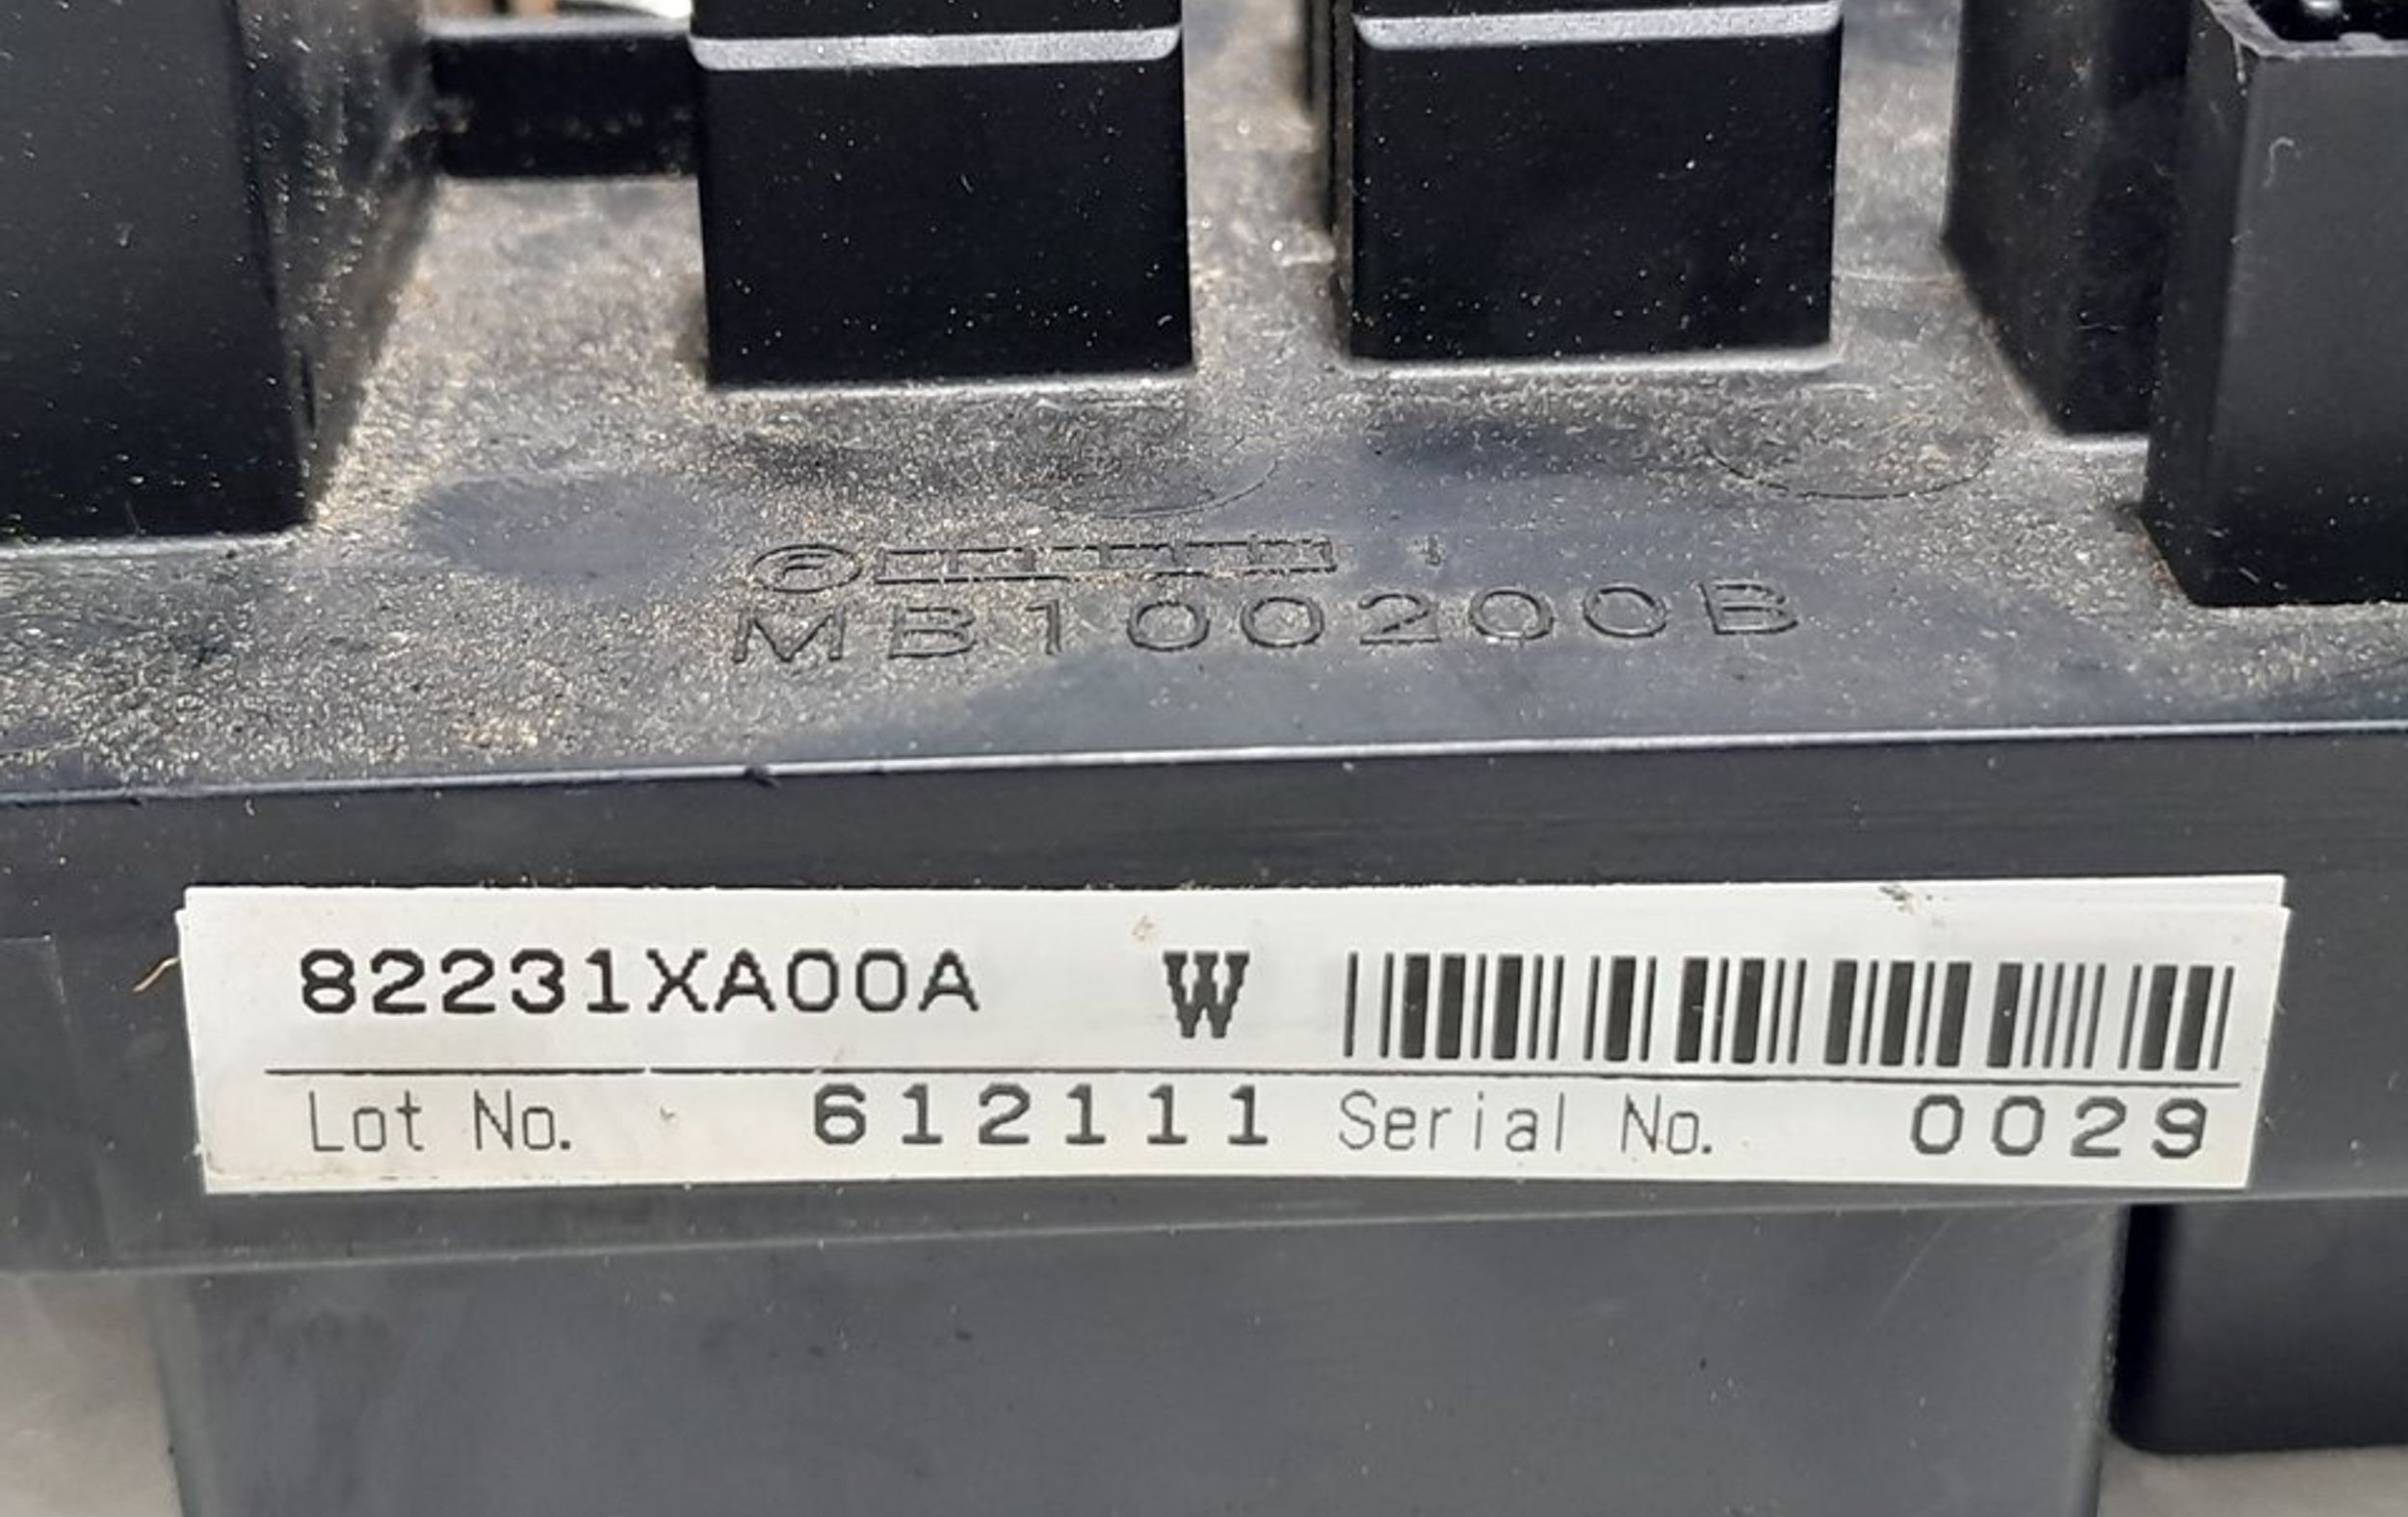 F
MB100200B
82231XA00A W
Lot No. 612111 Serial No. 0029